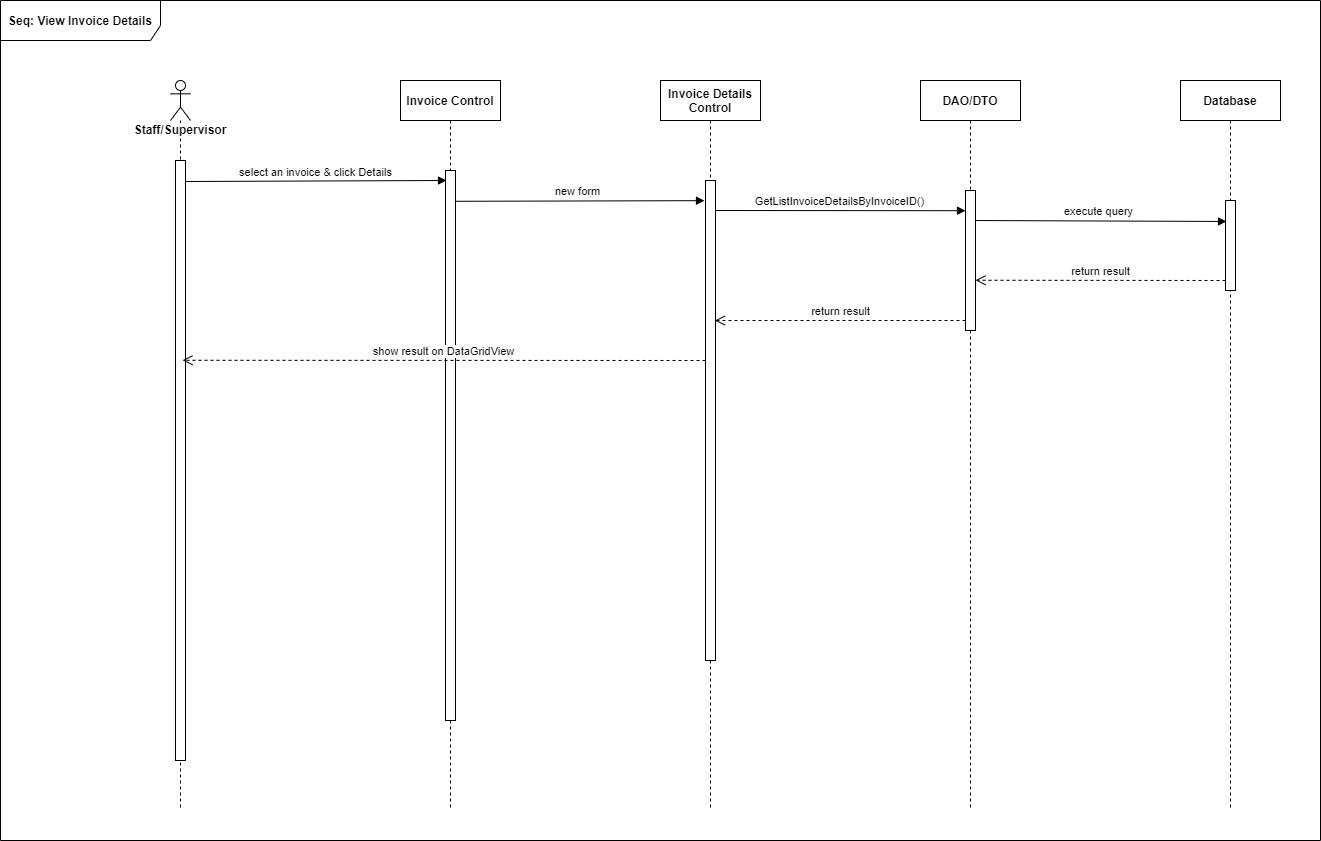 Seq: View Invoice Details
Staff/Supervisor
Invoice Control
Invoice Details
Control
DAO/DTO
Database
select an invoice & click Details
new form
GetListInvoiceDetailsByInvoiceID()
execute query
return result
return result
show result on DataGridView